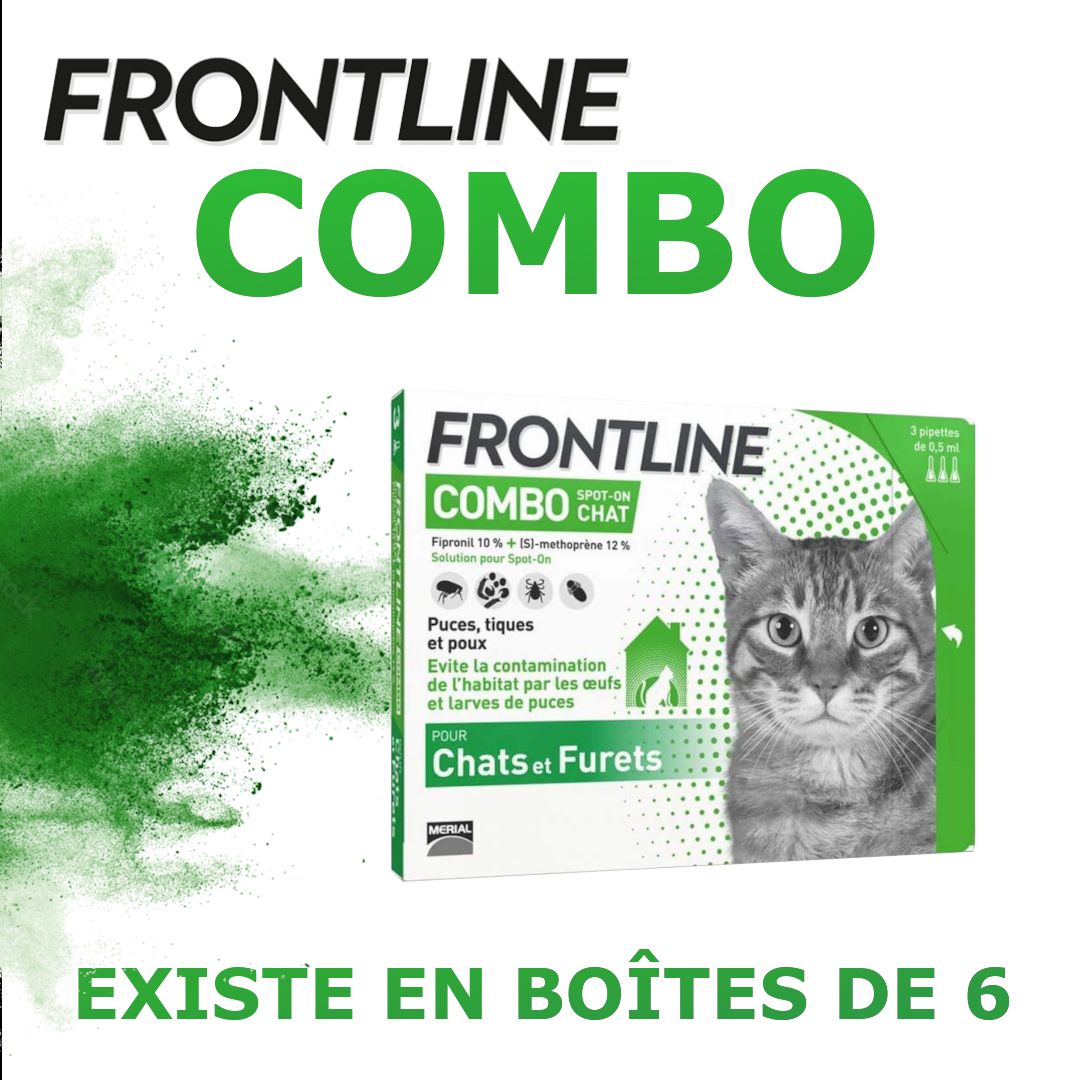 FRONTLINE
COMBO
FRONTLINE
3 pipettes
de 0,5 ml
COMBO SPOT-ON CHAT
Fipronil 10 % + (S)-methoprène 12 %
Solution pour Spot-On
Puces, tiques
et poux
Evite la contamination
de l'habitat par les œufs
et larves de puces
POUR
Chats et Furets
MERIAL
EXISTE EN BOÎTES DE 6